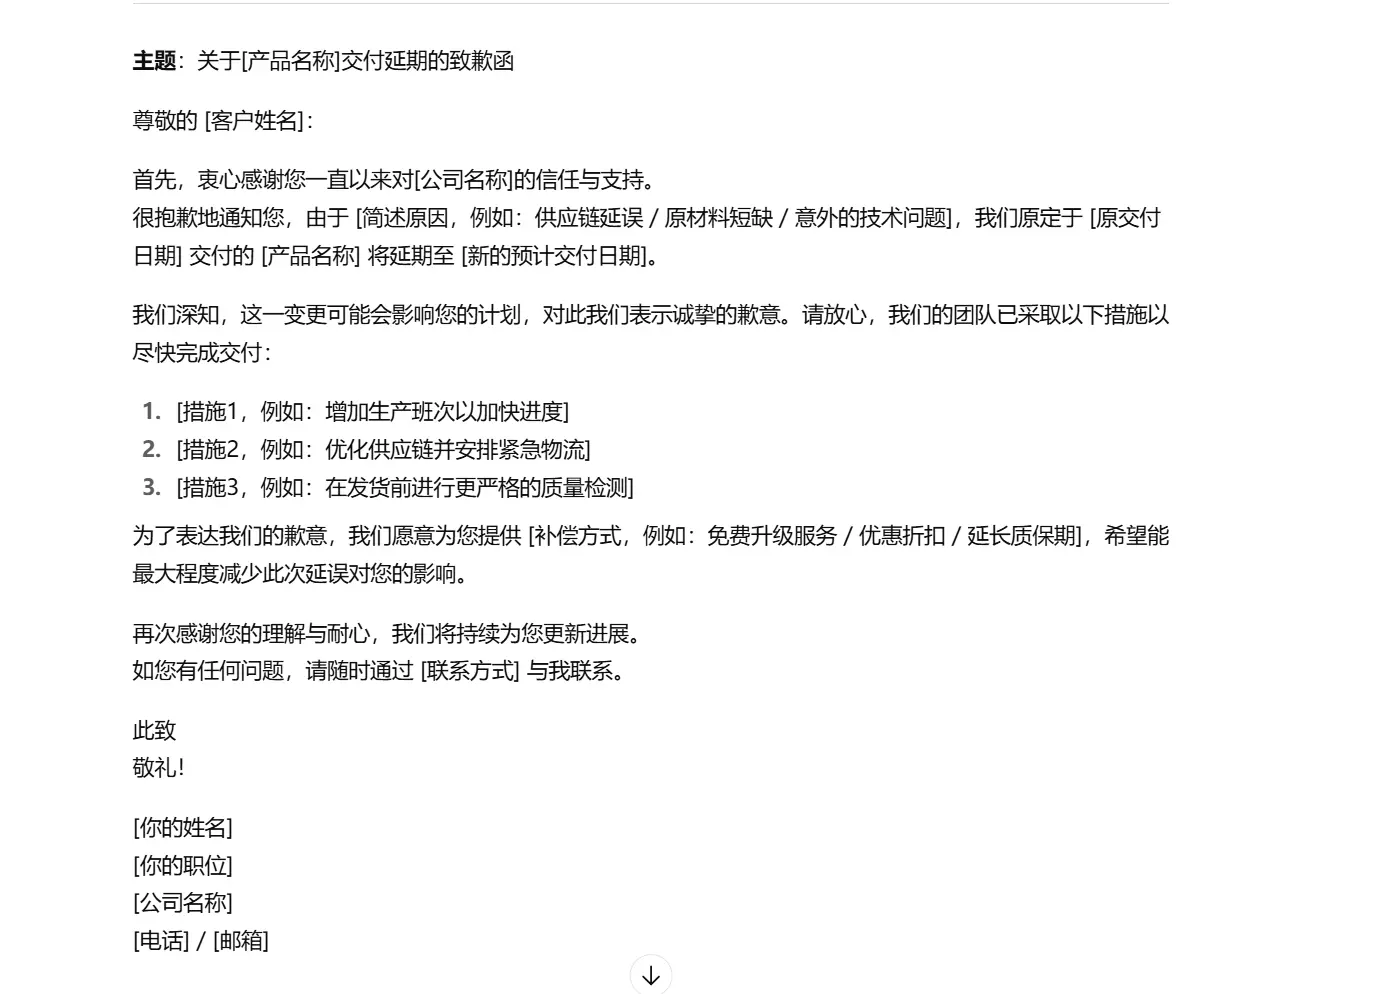 主题：关于[产品名称]交付延期的致歉函
尊敬的 [客户姓名]：
首先，衷心感谢您一直以来对[公司名称]的信任与支持。
很抱歉地通知您，由于 [简述原因，例如：供应链延误 / 原材料短缺 / 意外的技术问题]，我们原定于 [原交付
日期] 交付的 [产品名称] 将延期至 [新的预计交付日期]。
我们深知，这一变更可能会影响您的计划，对此我们表示诚挚的歉意。请放心，我们的团队已采取以下措施以
尽快完成交付：
1. [措施1，例如：增加生产班次以加快进度]
2. [措施2，例如：优化供应链并安排紧急物流]
3. [措施3，例如：在发货前进行更严格的质量检测]
为了表达我们的歉意，我们愿意为您提供 [补偿方式，例如：免费升级服务 / 优惠折扣 / 延长质保期]，希望能
最大程度减少此次延误对您的影响。
再次感谢您的理解与耐心，我们将持续为您更新进展。
如您有任何问题，请随时通过 [联系方式] 与我联系。
此致
敬礼！
[你的姓名]
[你的职位]
[公司名称]
[电话] / [邮箱]